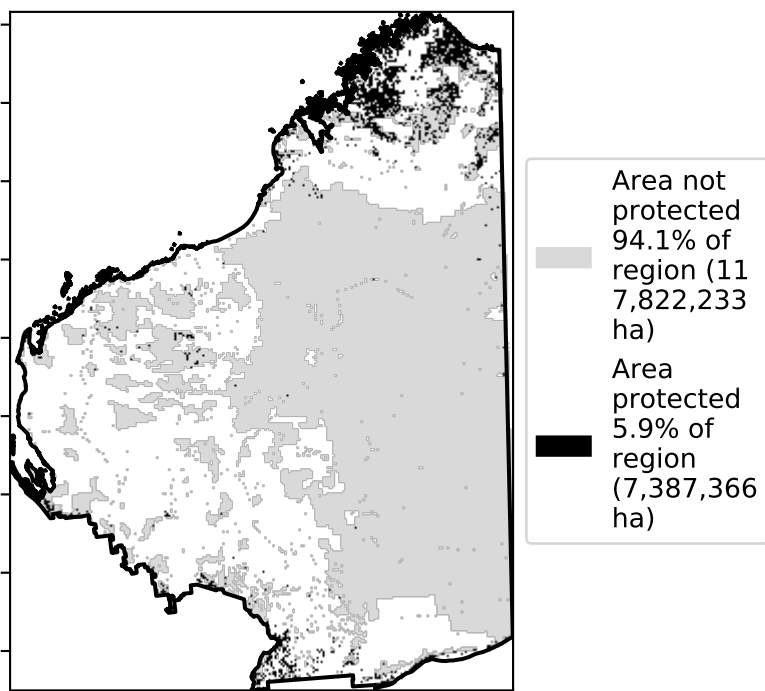 Area not
protected
94.1% of
region (11
7,822,233
ha)
Area
protected
5.9% of
region
(7,387,366
ha)